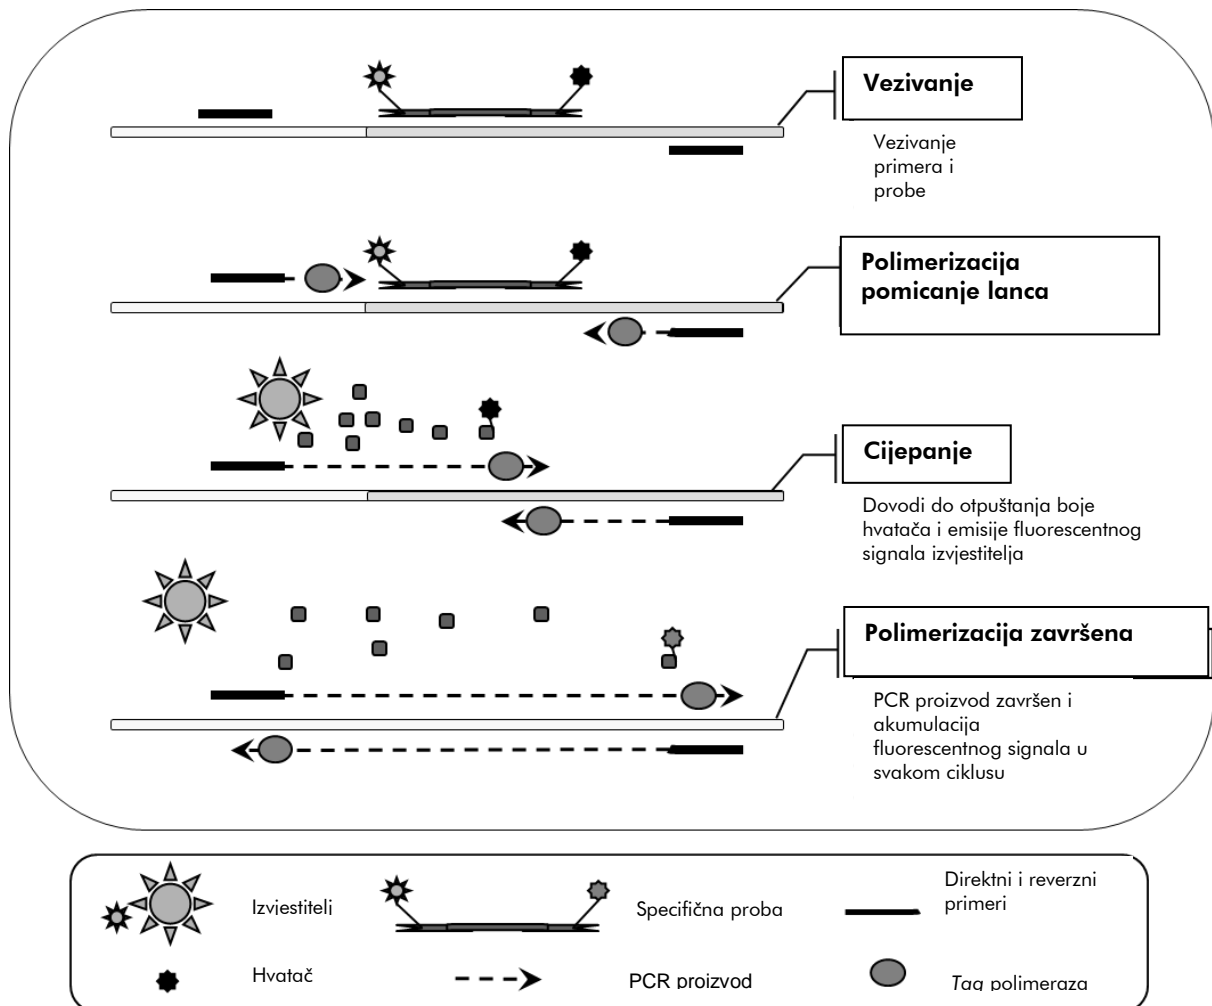 Vezivanje
Vezivanje
primera i
probe
Polimerizacija
pomicanje lanca
Cijepanje
Dovodi do otpuštanja boje
hvatača i emisije fluorescentnog
signala izvjestitelja
Polimerizacija završena
PCR proizvod završen i
akumulacija
fluorescentnog signala u
svakom ciklusu
Izvjestitelj
Specifična proba
Direktni i reverzni
primeri
Hvatač
PCR proizvod
Taq polimeraza